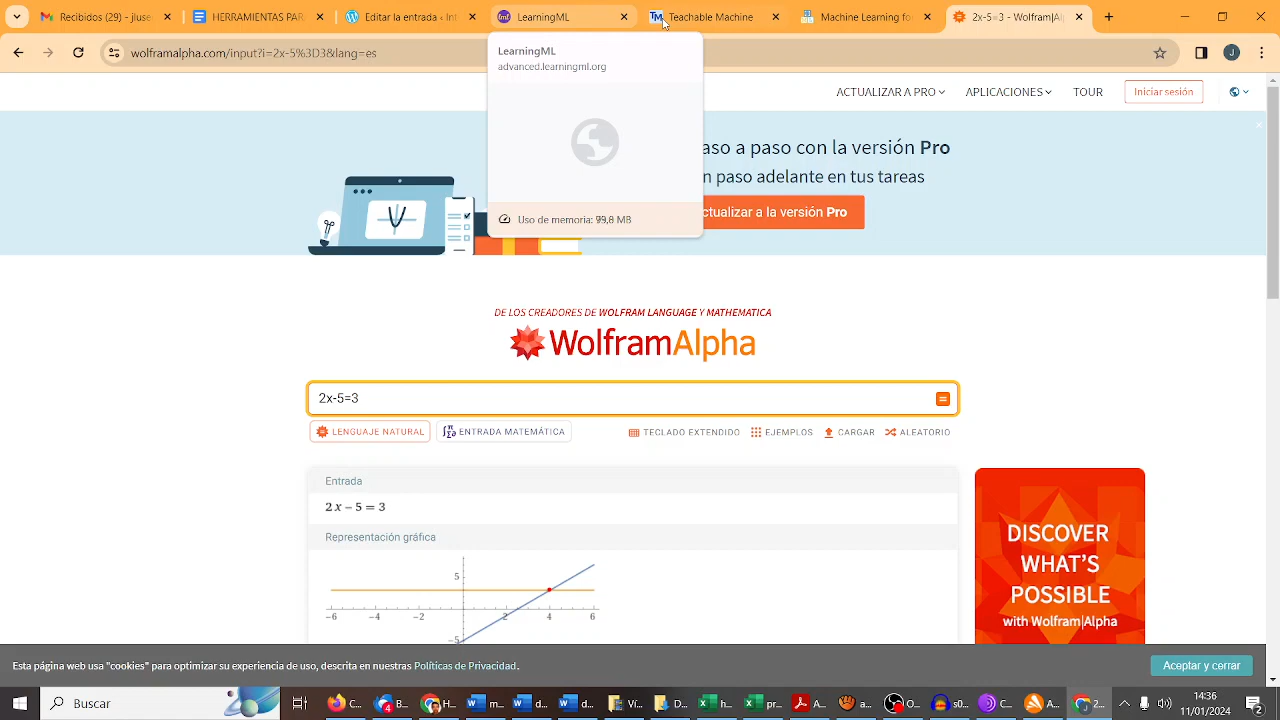 Recibidos (29) - jluse
HERRAMIENTAS PAR
Editar la entrada ‹ Int
LearningML
Teachable Machine
Machine Learning fo
2x-5=3 - Wolfram|Al
wolframalpha.com/input?i=2x-5%3D3&lang=es
LearningML
advanced.learningml.org
Uso de memoria: 99,8 MB
ACTUALIZAR A PRO
APLICACIONES
TOUR
Iniciar sesión
aso a paso con la versión Pro
n paso adelante en tus tareas
ctualizar a la versión Pro
DE LOS CREADORES DE WOLFRAM LANGUAGE Y MATHEMATICA
WolframAlpha
2x-5=3
LENGUAJE NATURAL
ENTRADA MATEMÁTICA
TECLADO EXTENDIDO
EJEMPLOS
CARGAR
ALEATORIO
Entrada
2 x − 5 = 3
Representación gráfica
5
-6 -4 -2 2 4 6
-5
DISCOVER
WHAT'S
POSSIBLE
with Wolfram|Alpha
Esta página web usa "cookies" para optimizar su experiencia de uso, descrita en nuestras Políticas de Privacidad.
Aceptar y cerrar
Buscar
14:36
11/01/2024